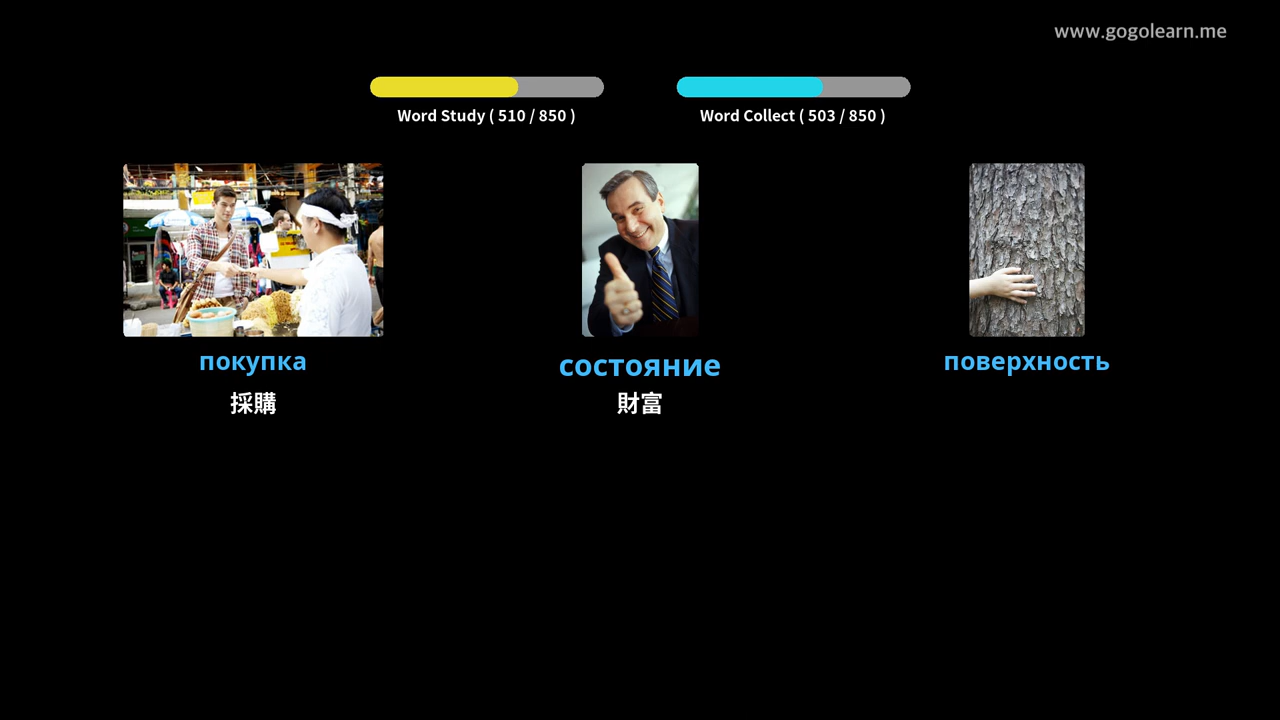 www.gogolearn.me
Word Study ( 510 / 850 )
Word Collect ( 503 / 850 )
покупка
состояние
поверхность
採購
財富